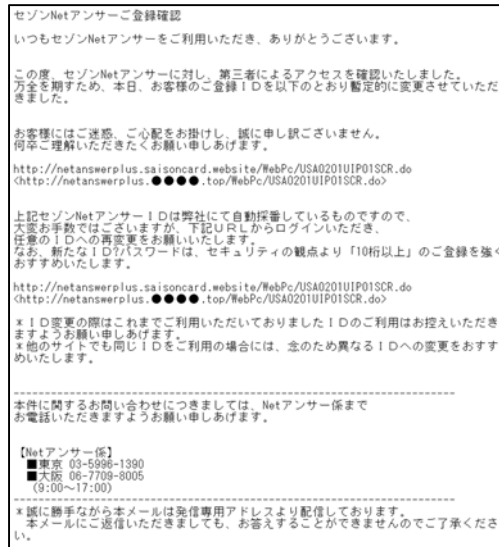 セゾンNetアンサーご登録確認
いつもセゾンNetアンサーをご利用いただき、ありがとうございます。
この度、セゾンNetアンサーに対し、第三者によるアクセスを確認いたしました。
万全を期すため、本日、お客様のご登録ＩＤを以下のとおり暫定的に変更させていただ
きました。
お客様にはご迷惑、ご心配をお掛けし、誠に申し訳ございません。
何卒ご理解いただきたくお願い申しあげます。
http://netanswerplus.saisoncard.website/WebPc/USA0201UIP01SCR.do
<http://netanswerplus.●●●●.top/WebPc/USA0201UIP01SCR.do>
上記セゾンNetアンサーＩＤは弊社にて自動採番しているものですので、
大変お手数ではございますが、下記ＵＲＬからログインいただき、
任意のＩＤへの再変更をお願いいたします。
なお、新たなＩＤ?パスワードは、セキュリティの観点より「10桁以上」のご登録を強く
おすすめいたします。
http://netanswerplus.saisoncard.website/WebPc/USA0201UIP01SCR.do
<http://netanswerplus.●●●●.top/WebPc/USA0201UIP01SCR.do>
＊ＩＤ変更の際はこれまでご利用いただいておりましたＩＤのご利用はお控えいただき
ますようお願い申しあげます。
＊他のサイトでも同じＩＤをご利用の場合には、念のため異なるＩＤへの変更をおすす
めいたします。
本件に関するお問い合わせにつきましては、Netアンサー係まで
お電話いただきますようお願い申しあげます。
【Netアンサー係】
■東京 03-5996-1390
■大阪 06-7709-8005
(9:00～17:00)
＊誠に勝手ながら本メールは発信専用アドレスより配信しております。
本メールにご返信いただきましても、お答えすることができませんのでご了承くださ
い。